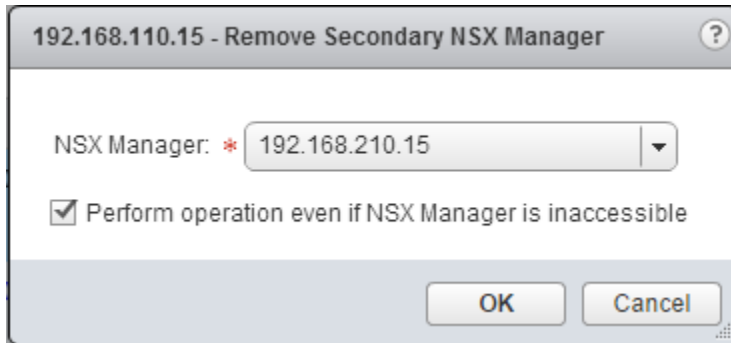 192.168.110.15 - Remove Secondary NSX Manager ?
NSX Manager: * 192.168.210.15
Perform operation even if NSX Manager is inaccessible
OK Cancel